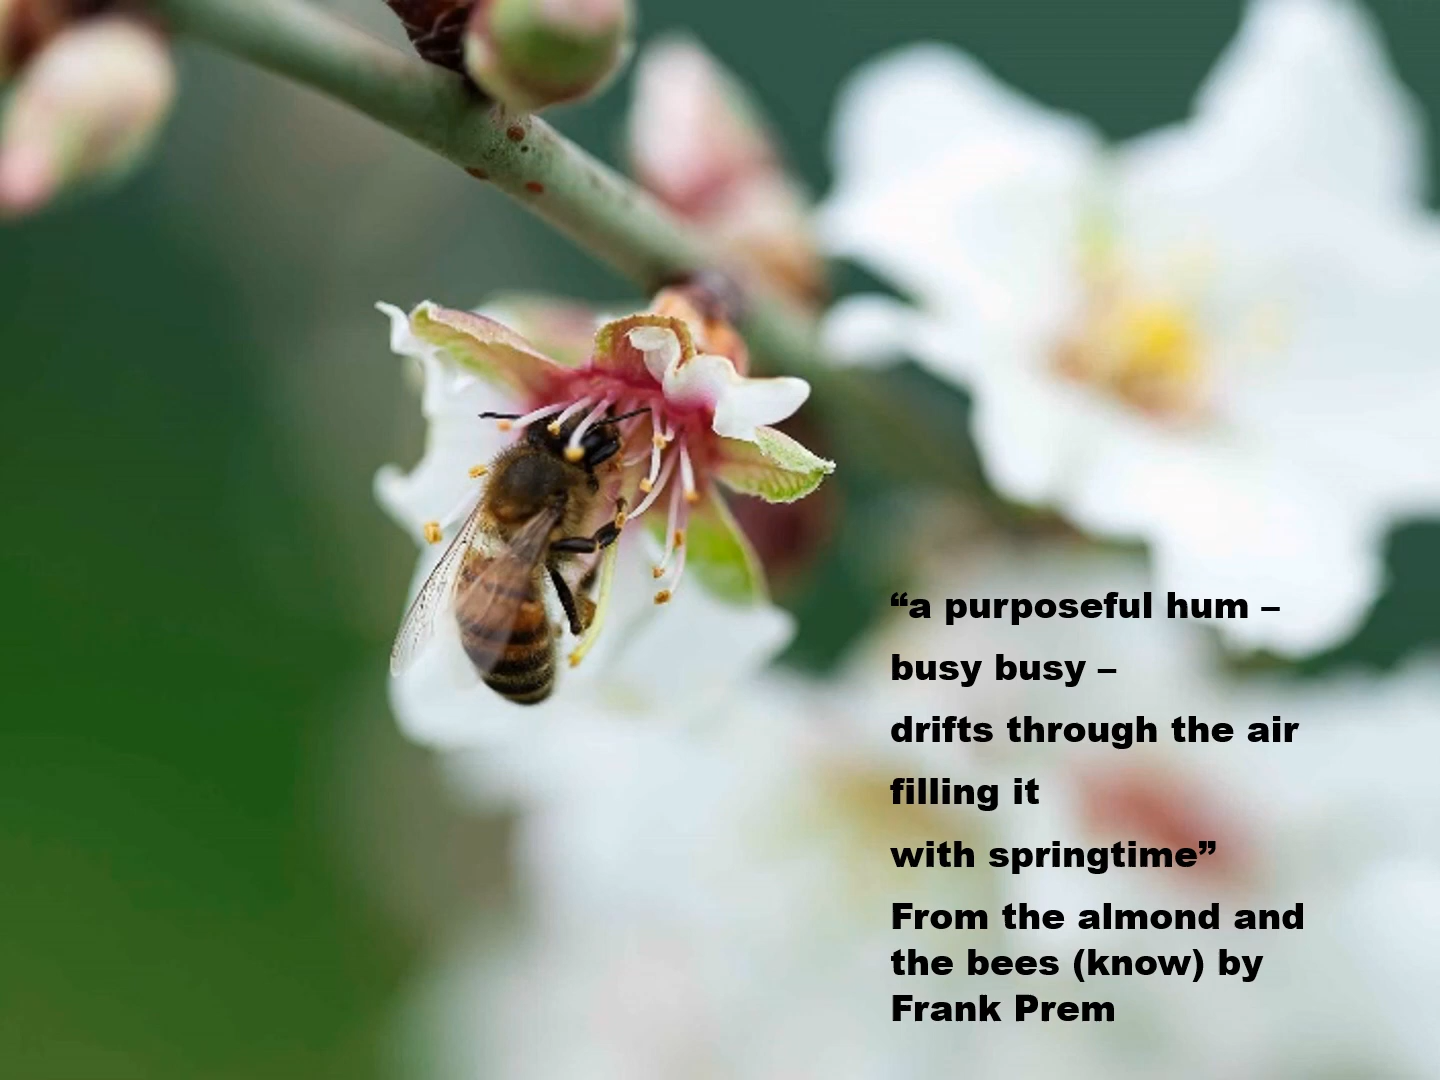 “a purposeful hum –
busy busy –
drifts through the air
filling it
with springtime”
From the almond and
the bees (know) by
Frank Prem